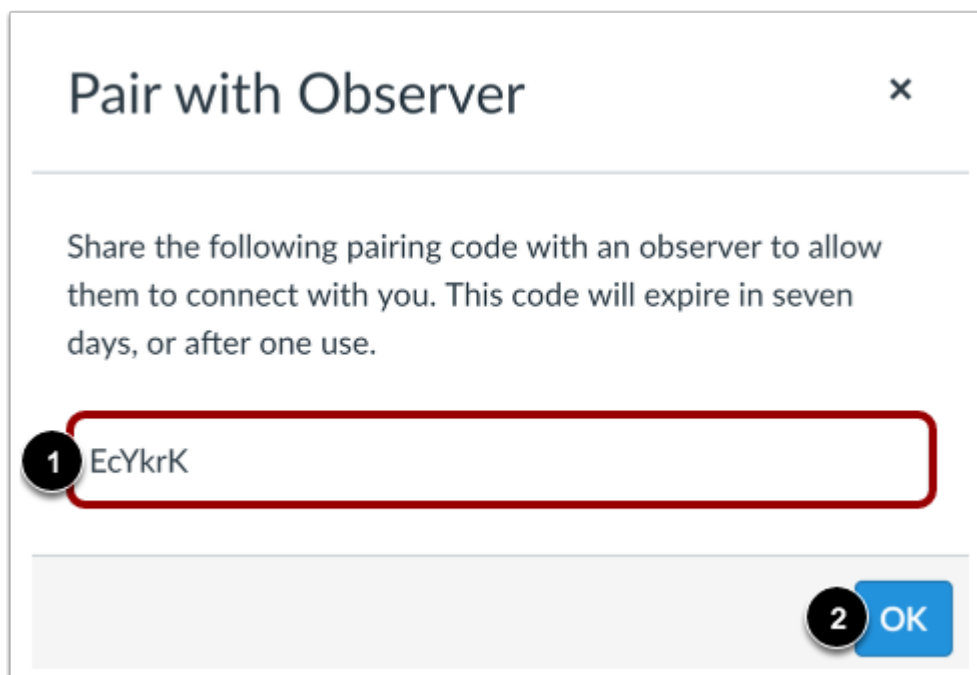 Pair with Observer ×
Share the following pairing code with an observer to allow
them to connect with you. This code will expire in seven
days, or after one use.
1 EcYkrK
2 OK